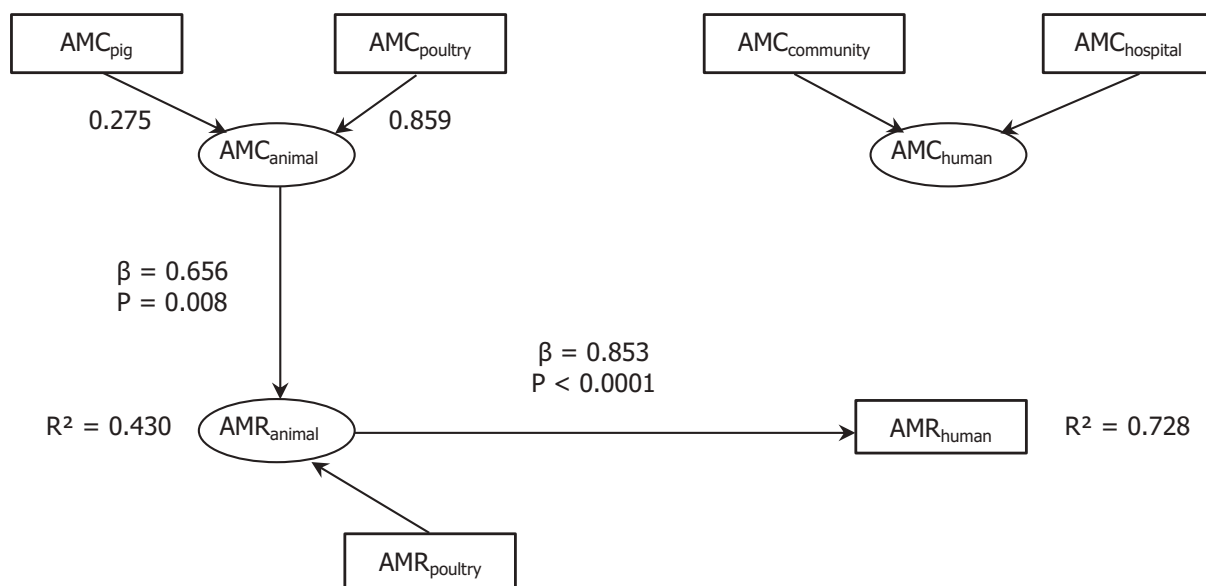 AMCpig
AMCpoultry
AMCcommunity
AMChospital
0.275
0.859
AMCanimal
AMChuman
β = 0.656
P = 0.008
β = 0.853
P < 0.0001
R² = 0.430
AMRanimal
AMRhuman
R² = 0.728
AMRpoultry